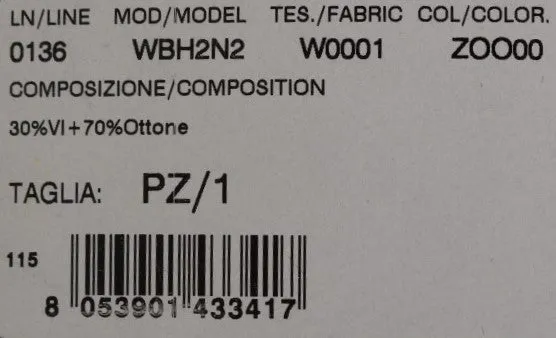 LN/LINE MOD/MODEL TES./FABRIC COL/COLOR.
0136 WBH2N2 W0001 ZOO00
COMPOSIZIONE/COMPOSITION
30%VI+70%Ottone
TAGLIA: PZ/1
115
8 053901 433417